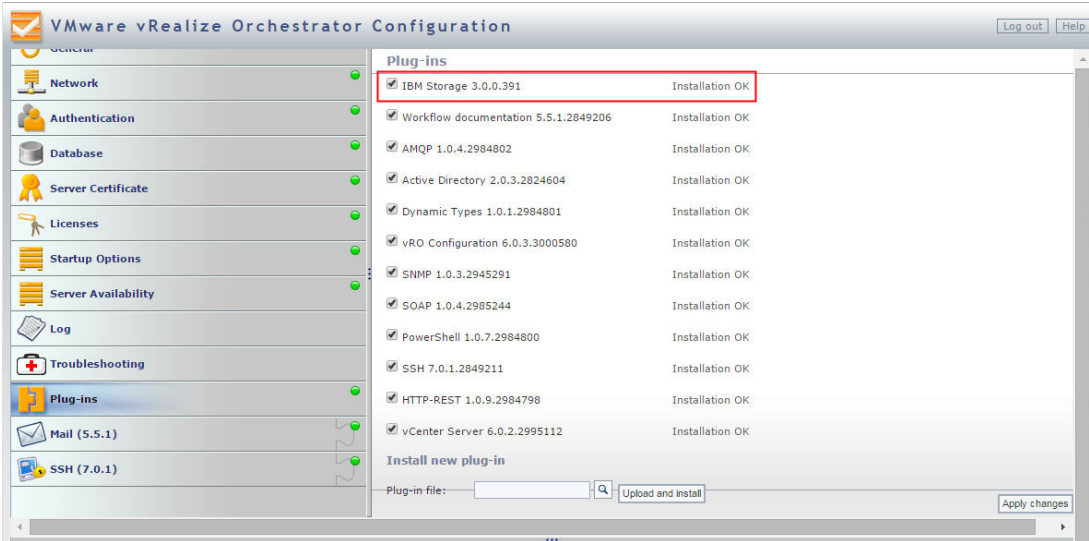 VMware vRealize Orchestrator Configuration
Log out
Help
General
Network
Authentication
Database
Server Certificate
Licenses
Startup Options
Server Availability
Log
Troubleshooting
Plug-ins
Mail (5.5.1)
SSH (7.0.1)
Plug-ins
IBM Storage 3.0.0.391 Installation OK
Workflow documentation 5.5.1.2849206 Installation OK
AMQP 1.0.4.2984802 Installation OK
Active Directory 2.0.3.2824604 Installation OK
Dynamic Types 1.0.1.2984801 Installation OK
vRO Configuration 6.0.3.3000580 Installation OK
SNMP 1.0.3.2945291 Installation OK
SOAP 1.0.4.2985244 Installation OK
PowerShell 1.0.7.2984800 Installation OK
SSH 7.0.1.2849211 Installation OK
HTTP-REST 1.0.9.2984798 Installation OK
vCenter Server 6.0.2.2995112 Installation OK
Install new plug-in
Plug-in file: Upload and install
Apply changes